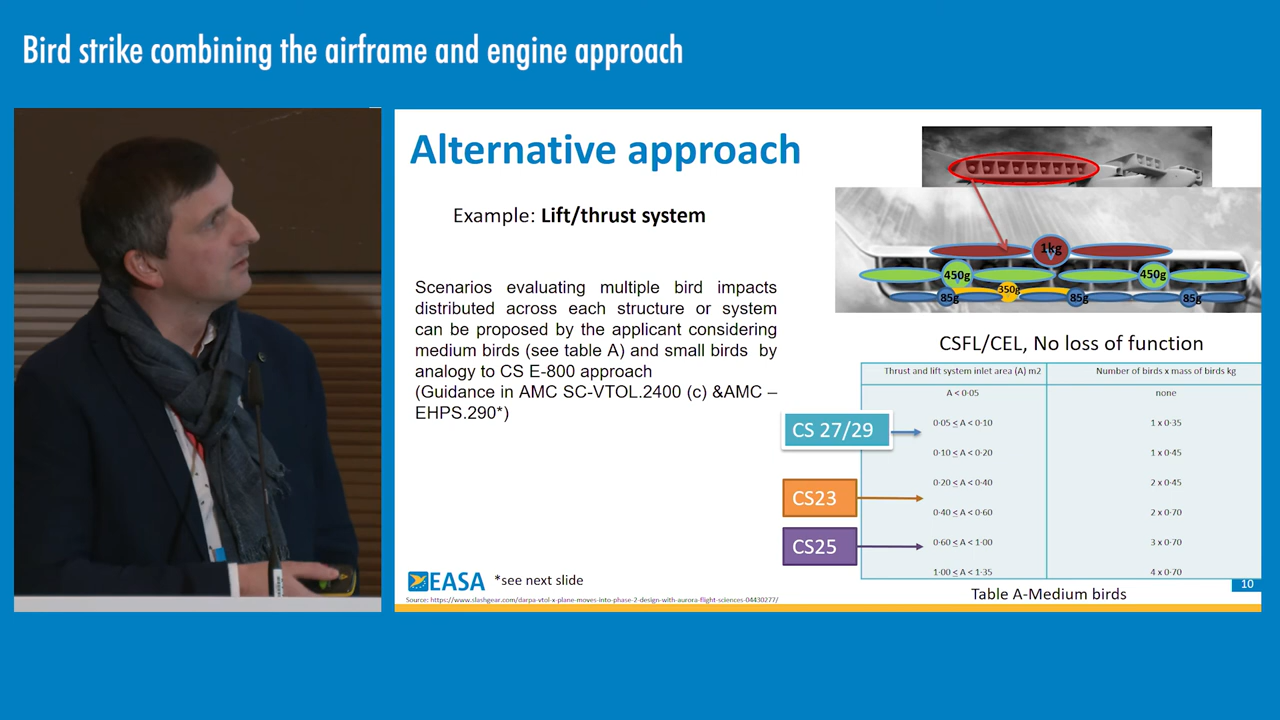 Bird strike combining the airframe and engine approach
Alternative approach
Example: Lift/thrust system
Scenarios evaluating multiple bird impacts
distributed across each structure or system
can be proposed by the applicant considering
medium birds (see table A) and small birds by
analogy to CS E-800 approach
(Guidance in AMC SC-VTOL.2400 (c) &AMC –
EHPS.290*)
1kg
450g
450g
350g
85g
85g
85g
CSFL/CEL, No loss of function
Thrust and lift system inlet area (A) m2 Number of birds x mass of birds kg
A < 0·05 none
CS 27/29
0·05 ≤ A < 0·10 1 x 0·35
0·10 ≤ A < 0·20 1 x 0·45
0·20 ≤ A < 0·40 2 x 0·45
CS23
0·40 ≤ A < 0·60 2 x 0·70
CS25
0·60 ≤ A < 1·00 3 x 0·70
1·00 ≤ A < 1·35 4 x 0·70
Table A-Medium birds
EASA *see next slide
Source: https://www.slashgear.com/darpa-vtol-x-plane-moves-into-phase-2-design-with-aurora-flight-sciences-04430277/
10